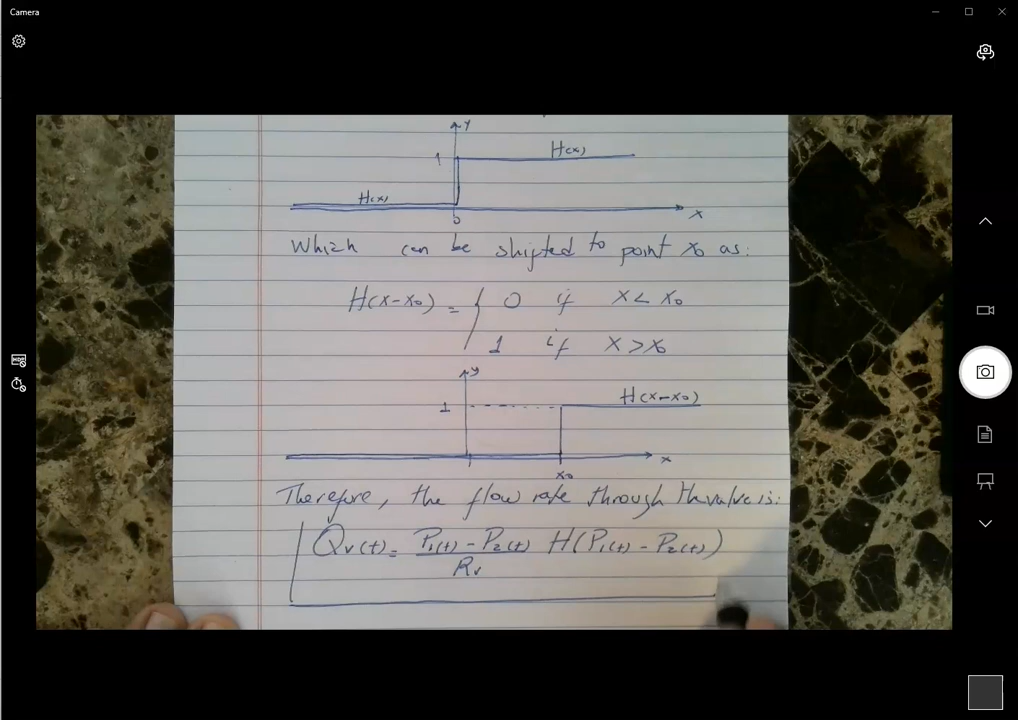 Camera
y
1
H(x)
H(x)
0
x
Which can be shifted to point x₀ as:
H(x-x₀) = { 0 if x < x₀
1 if x > x₀
y
1
H(x-x₀)
x₀
x
Therefore, the flow rate through the valve is:
Qv(t) = P₁(t) - P₂(t) H(P₁(t) - P₂(t))
Rv